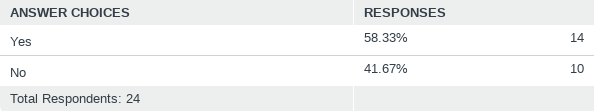 ANSWER CHOICES RESPONSES
Yes 58.33% 14
No 41.67% 10
Total Respondents: 24